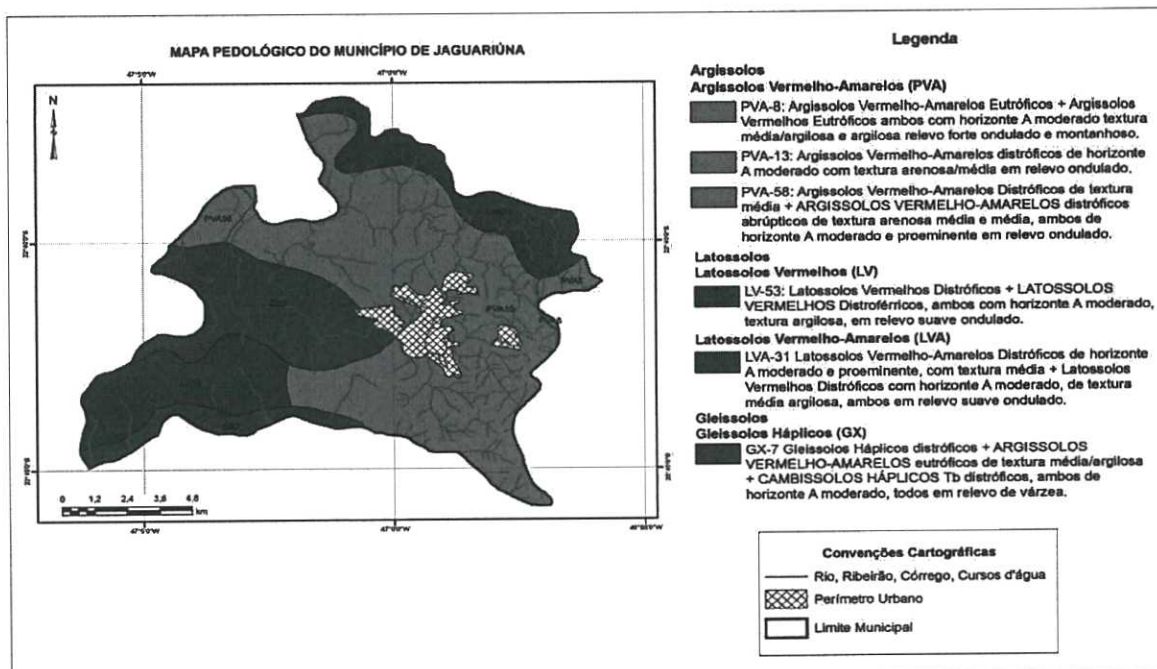 MAPA PEDOLÓGICO DO MUNICÍPIO DE JAGUARIÚNA
47°5'0"W
47°0'0"W
N
PVA58
PVA13
0 1,2 2,4 3,6 4,8
km
47°5'0"W
47°0'0"W
Legenda
Argissolos
Argissolos Vermelho-Amarelos (PVA)
PVA-8: Argissolos Vermelho-Amarelos Eutróficos + Argissolos
Vermelhos Eutróficos ambos com horizonte A moderado textura
média/argilosa e argilosa relevo forte ondulado e montanhoso.
PVA-13: Argissolos Vermelho-Amarelos distróficos de horizonte
A moderado com textura arenosa/média em relevo ondulado.
PVA-58: Argissolos Vermelho-Amarelos Distróficos de textura
média + ARGISSOLOS VERMELHO-AMARELOS distróficos
abrúpticos de textura arenosa média e média, ambos de
horizonte A moderado e proeminente em relevo ondulado.
Latossolos
Latossolos Vermelhos (LV)
LV-53: Latossolos Vermelhos Distróficos + LATOSSOLOS
VERMELHOS Distroférricos, ambos com horizonte A moderado,
textura argilosa, em relevo suave ondulado.
Latossolos Vermelho-Amarelos (LVA)
LVA-31 Latossolos Vermelho-Amarelos Distróficos de horizonte
A moderado e proeminente, com textura média + Latossolos
Vermelhos Distróficos com horizonte A moderado, de textura
média argilosa, ambos em relevo suave ondulado.
Gleissolos
Gleissolos Háplicos (GX)
GX-7 Gleissolos Háplicos distróficos + ARGISSOLOS
VERMELHO-AMARELOS eutróficos de textura média/argilosa
+ CAMBISSOLOS HÁPLICOS Tb distróficos, ambos de
horizonte A moderado, todos em relevo de várzea.
Convenções Cartográficas
Rio, Ribeirão, Córrego, Cursos d'água
Perímetro Urbano
Limite Municipal